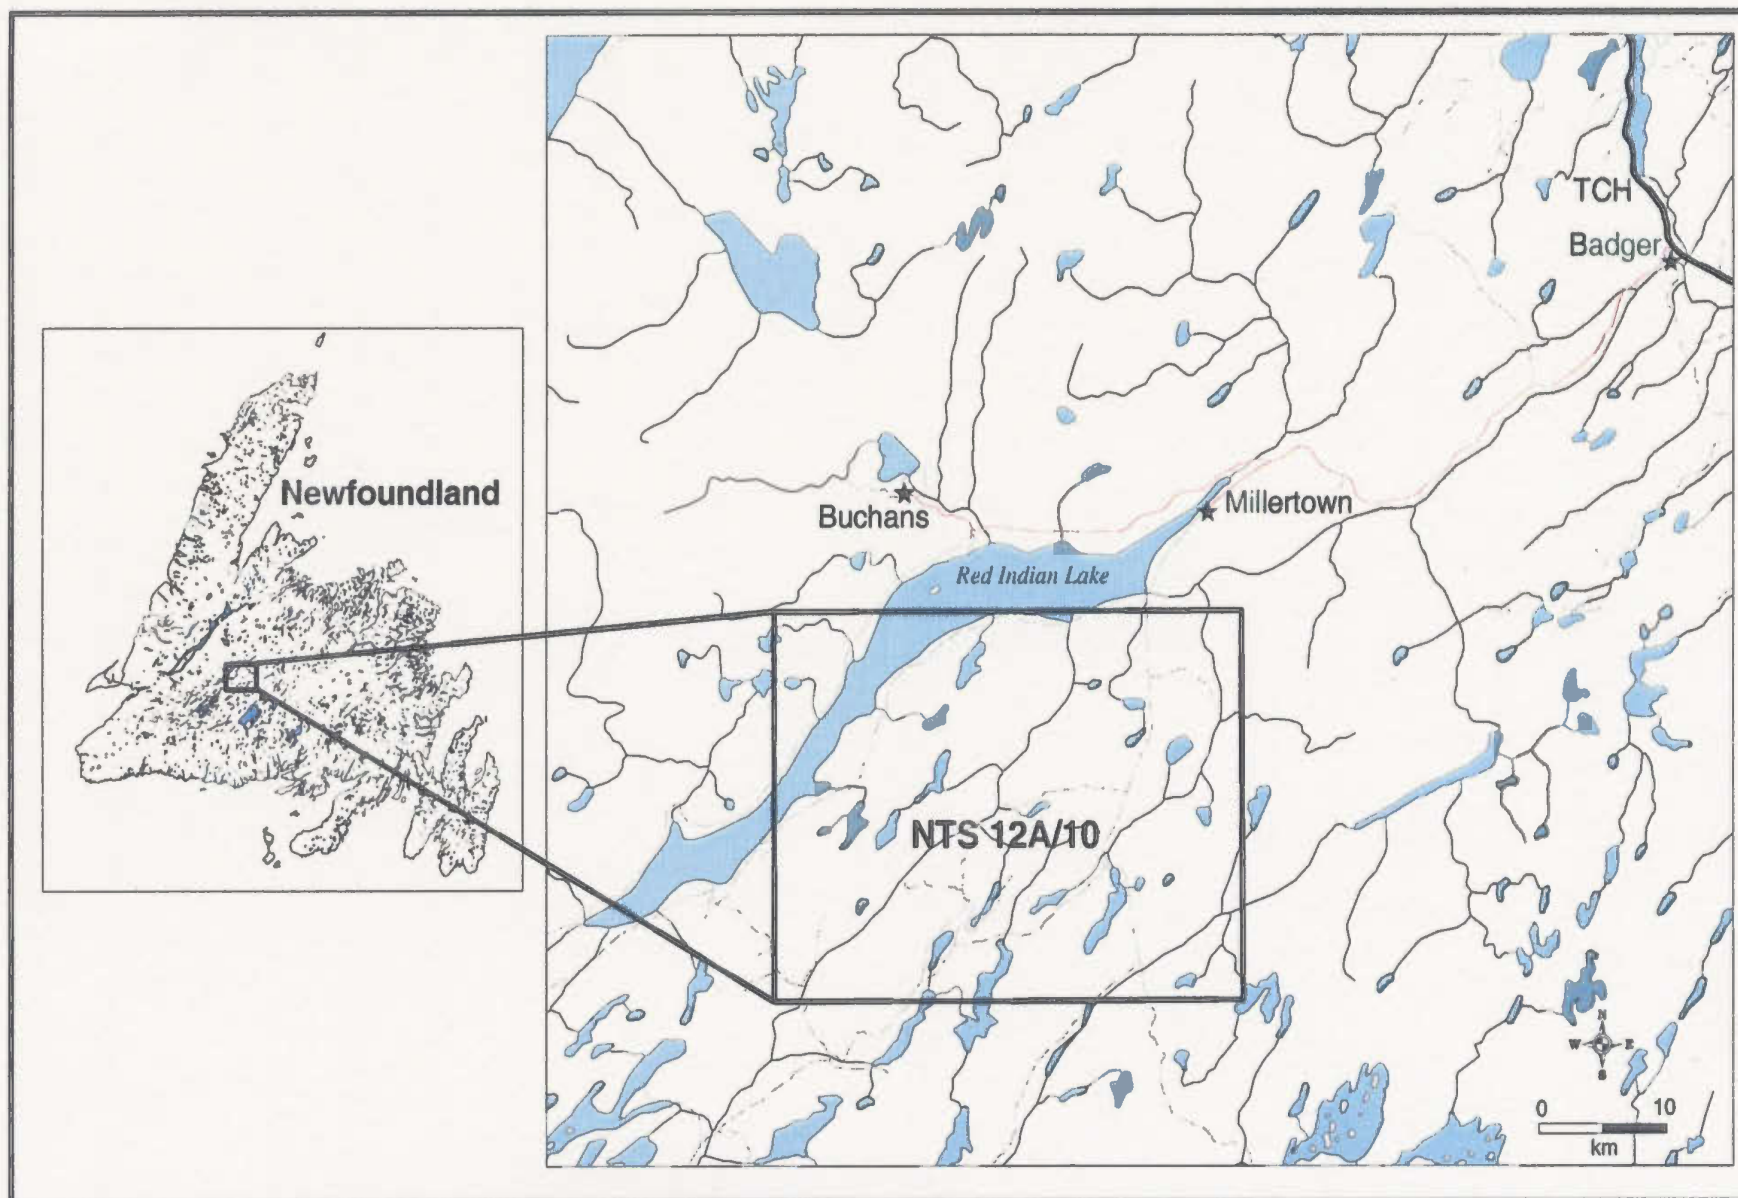 TCH
Badger
Newfoundland
Buchans
Millertown
Red Indian Lake
NTS 12A/10
N
W E
S
0 10
km